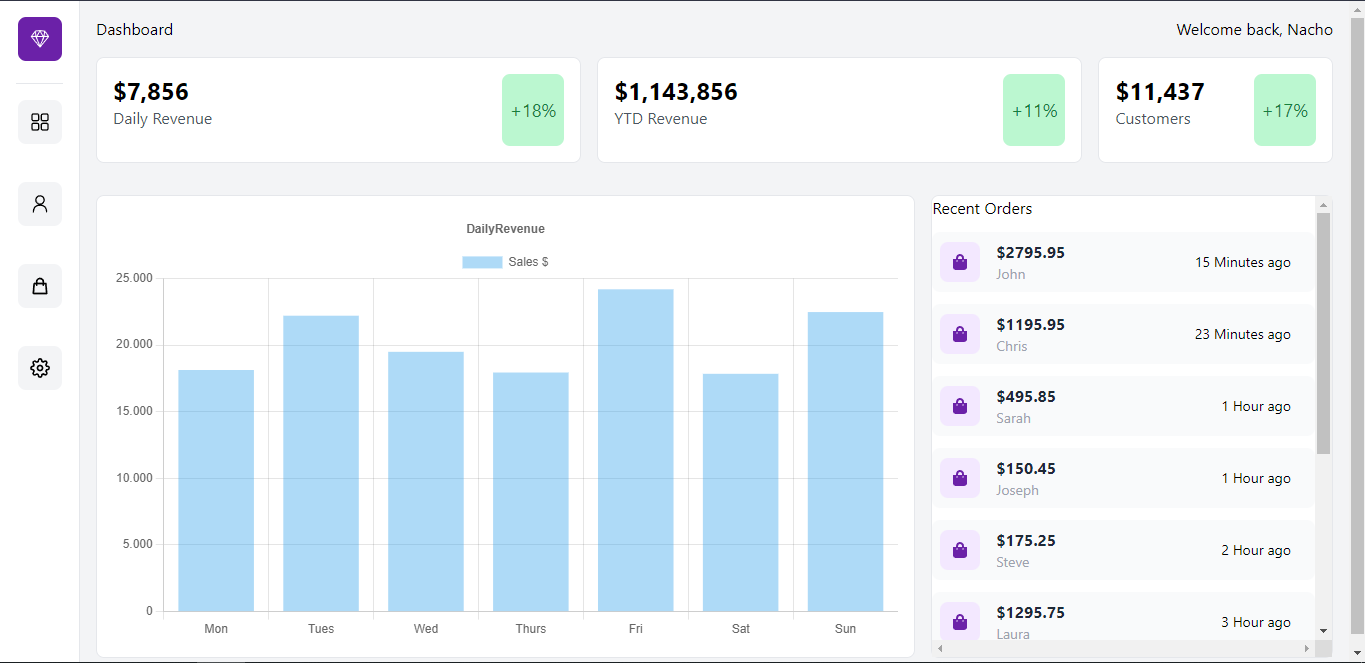 Dashboard
Welcome back, Nacho
$7,856
Daily Revenue
+18%
$1,143,856
YTD Revenue
+11%
$11,437
Customers
+17%
DailyRevenue
Sales $
25.000
20.000
15.000
10.000
5.000
0
Mon Tues Wed Thurs Fri Sat Sun
Recent Orders
$2795.95
John
15 Minutes ago
$1195.95
Chris
23 Minutes ago
$495.85
Sarah
1 Hour ago
$150.45
Joseph
1 Hour ago
$175.25
Steve
2 Hour ago
$1295.75
Laura
3 Hour ago